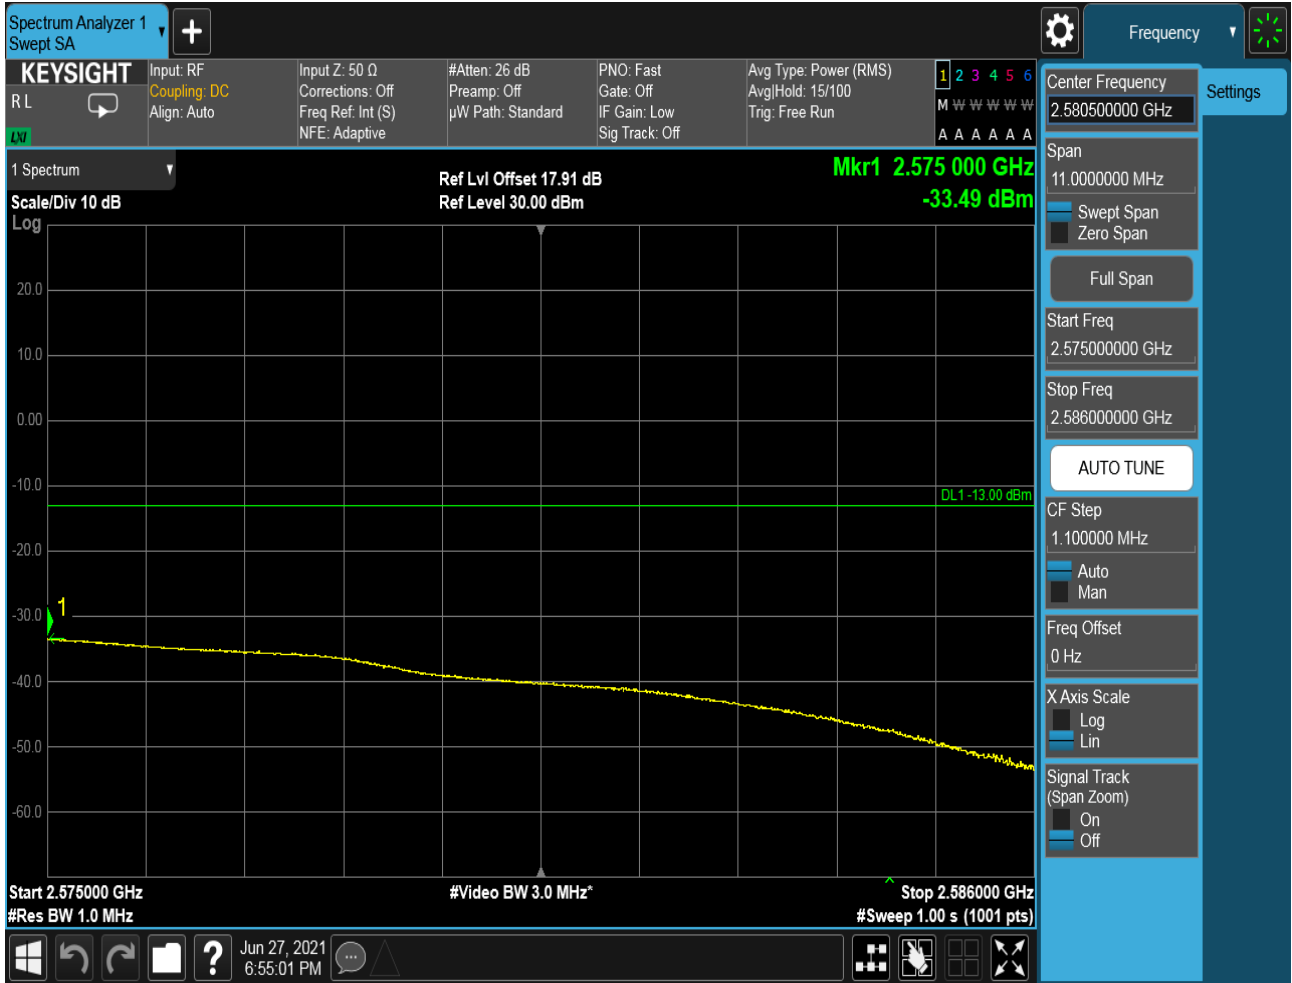 Spectrum Analyzer 1
Swept SA
Frequency
KEYSIGHT
R L
LXI
Input: RF
Coupling: DC
Align: Auto
Input Z: 50 Ω
Corrections: Off
Freq Ref: Int (S)
NFE: Adaptive
#Atten: 26 dB
Preamp: Off
µW Path: Standard
PNO: Fast
Gate: Off
IF Gain: Low
Sig Track: Off
Avg Type: Power (RMS)
Avg|Hold: 15/100
Trig: Free Run
1 2 3 4 5 6
M W W W W W
A A A A A A
1 Spectrum
Scale/Div 10 dB
Log
Ref Lvl Offset 17.91 dB
Ref Level 30.00 dBm
Mkr1 2.575 000 GHz
-33.49 dBm
20.0
10.0
0.00
-10.0
-20.0
-30.0
-40.0
-50.0
-60.0
DL1 -13.00 dBm
1
Start 2.575000 GHz
#Res BW 1.0 MHz
#Video BW 3.0 MHz*
Stop 2.586000 GHz
#Sweep 1.00 s (1001 pts)
Jun 27, 2021
6:55:01 PM
Center Frequency
2.580500000 GHz
Settings
Span
11.0000000 MHz
Swept Span
Zero Span
Full Span
Start Freq
2.575000000 GHz
Stop Freq
2.586000000 GHz
AUTO TUNE
CF Step
1.100000 MHz
Auto
Man
Freq Offset
0 Hz
X Axis Scale
Log
Lin
Signal Track
(Span Zoom)
On
Off